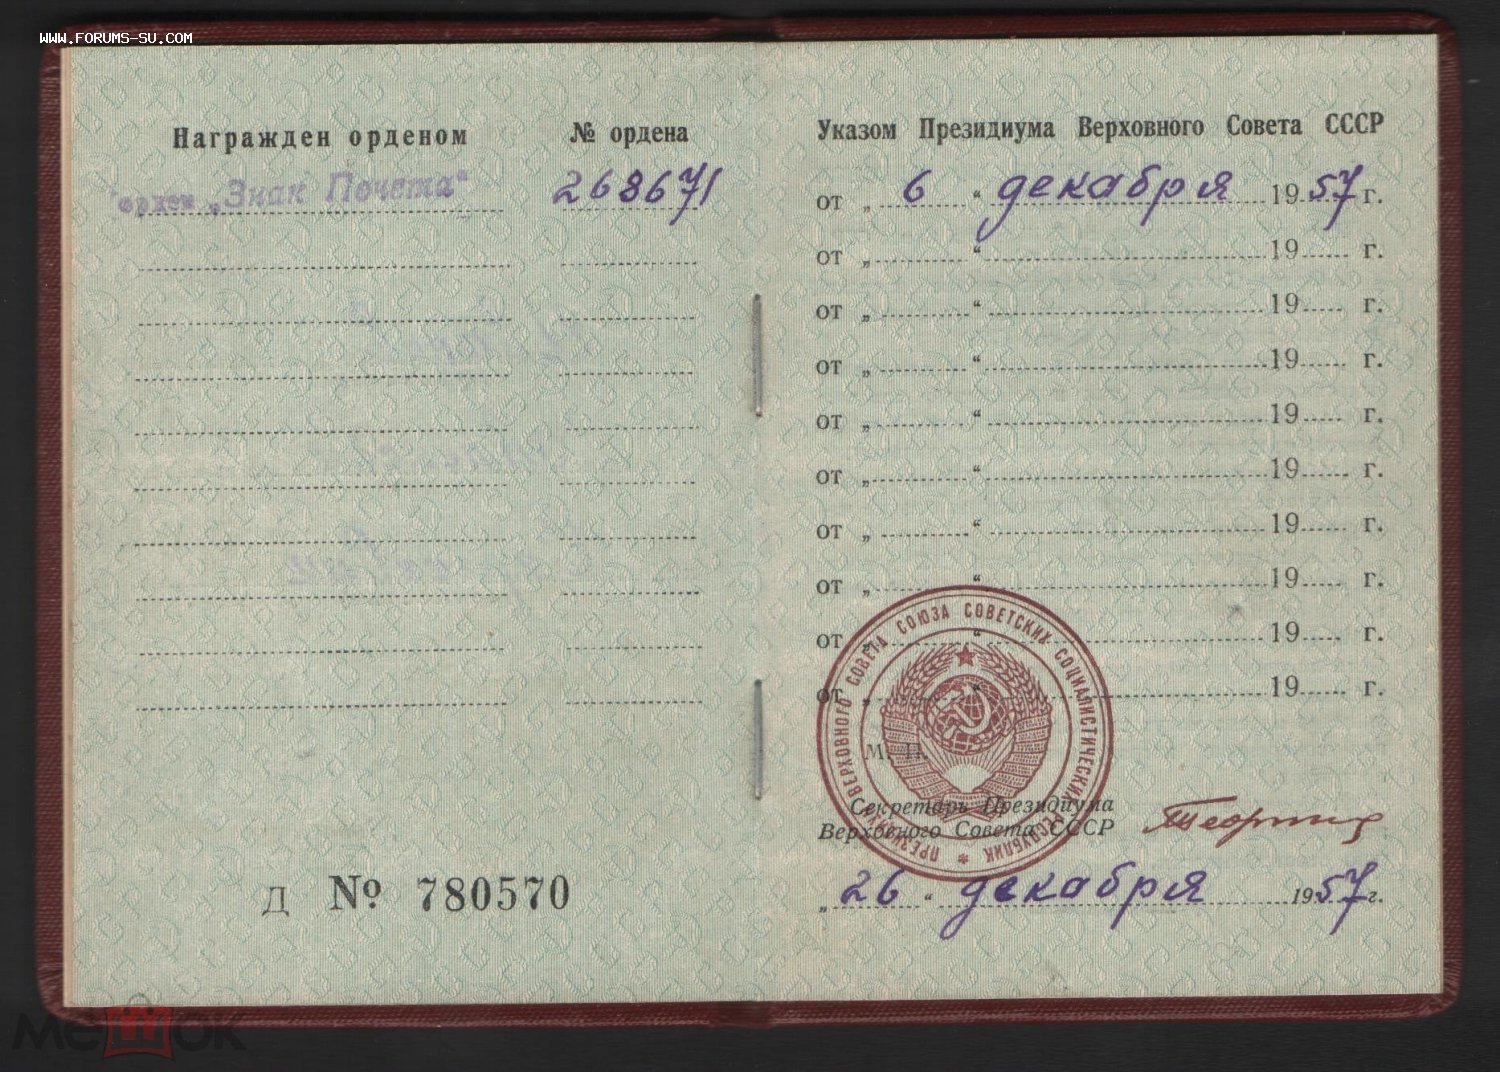 WWW.FORUMS-SU.COM
Награжден орденом
№ ордена
орден „Знак Почета“
268671
Д № 780570
Указом Президиума Верховного Совета СССР
от „ 6 “ декабря 1957 г.
от „ “ 19 г.
от „ “ 19 г.
от „ “ 19 г.
от „ “ 19 г.
от „ “ 19 г.
от „ “ 19 г.
от „ “ 19 г.
от „ “ 19 г.
от „ “ 19 г.
ПРЕЗИДИУМ ВЕРХОВНОГО СОВЕТА СОЮЗА СОВЕТСКИХ СОЦИАЛИСТИЧЕСКИХ РЕСПУБЛИК
М. П.
Секретарь Президиума
Верховного Совета СССР
„ 26 “ декабря 1957 г.
мешок